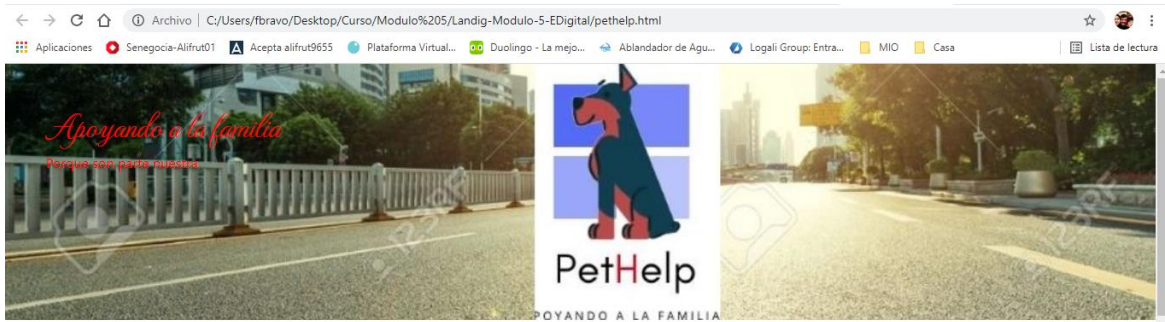 Archivo | C:/Users/fbravo/Desktop/Curso/Modulo%205/Landig-Modulo-5-EDigital/pethelp.html
Aplicaciones Senegocia-Alifrut01 Acepta alifrut9655 Plataforma Virtual... Duolingo - La mejo... Ablandador de Agu... Logali Group: Entra... MIO Casa Lista de lectura
Apoyando a la familia
Porque son parte nuestra
PetHelp
POYANDO A LA FAMILIA
123RF
123RF